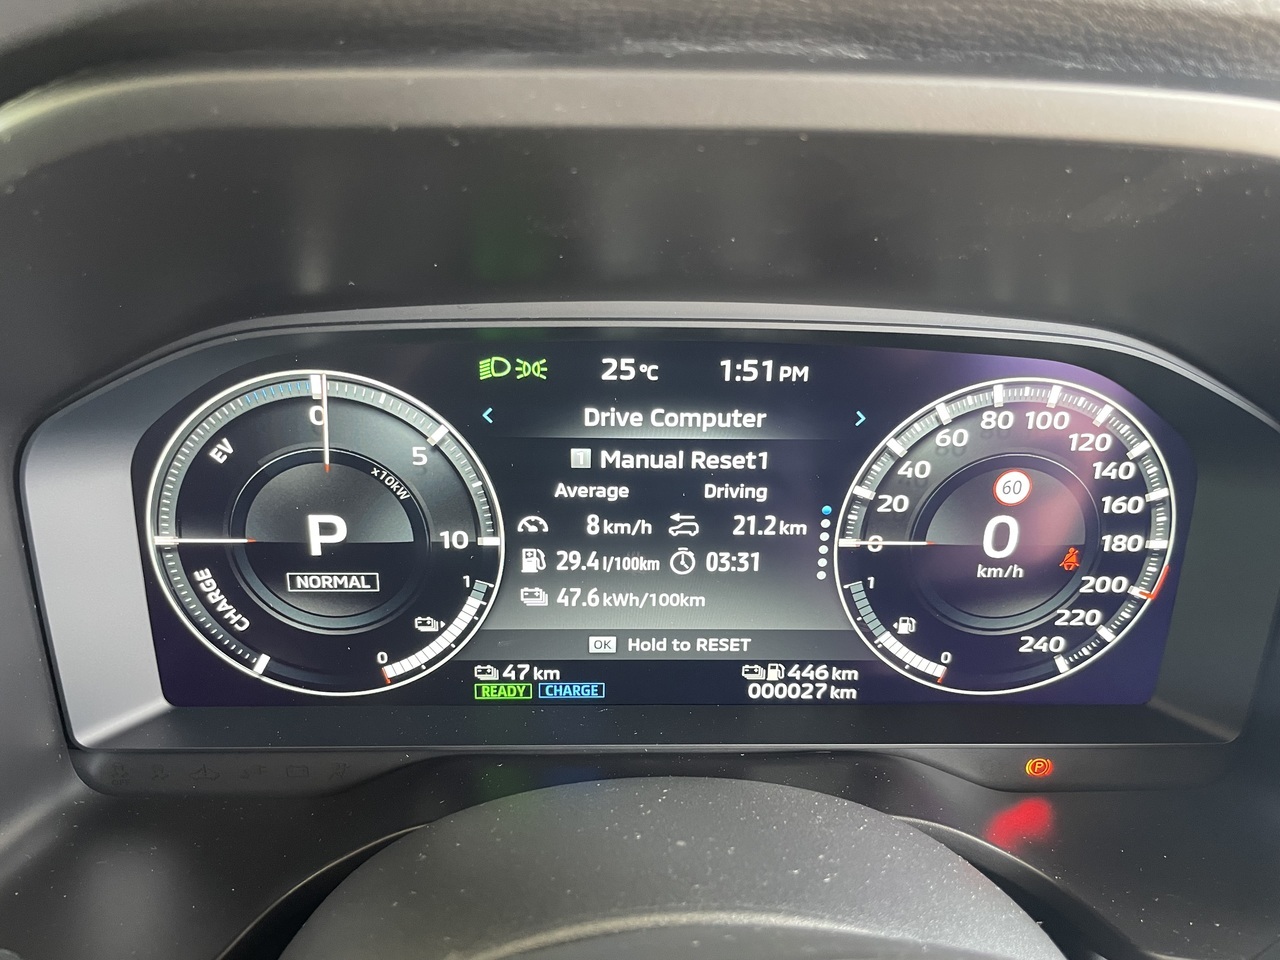 25°C 1:51 PM
Drive Computer
1 Manual Reset1
Average Driving
8 km/h 21.2 km
29.4 l/100km 03:31
47.6 kWh/100km
OK Hold to RESET
47 km 446 km
READY CHARGE 000027 km
EV
0
5
x10kW
10
CHARGE
P
NORMAL
1
0
0
20
40
60
80
100
120
140
160
180
200
220
240
60
0
km/h
1
0
P